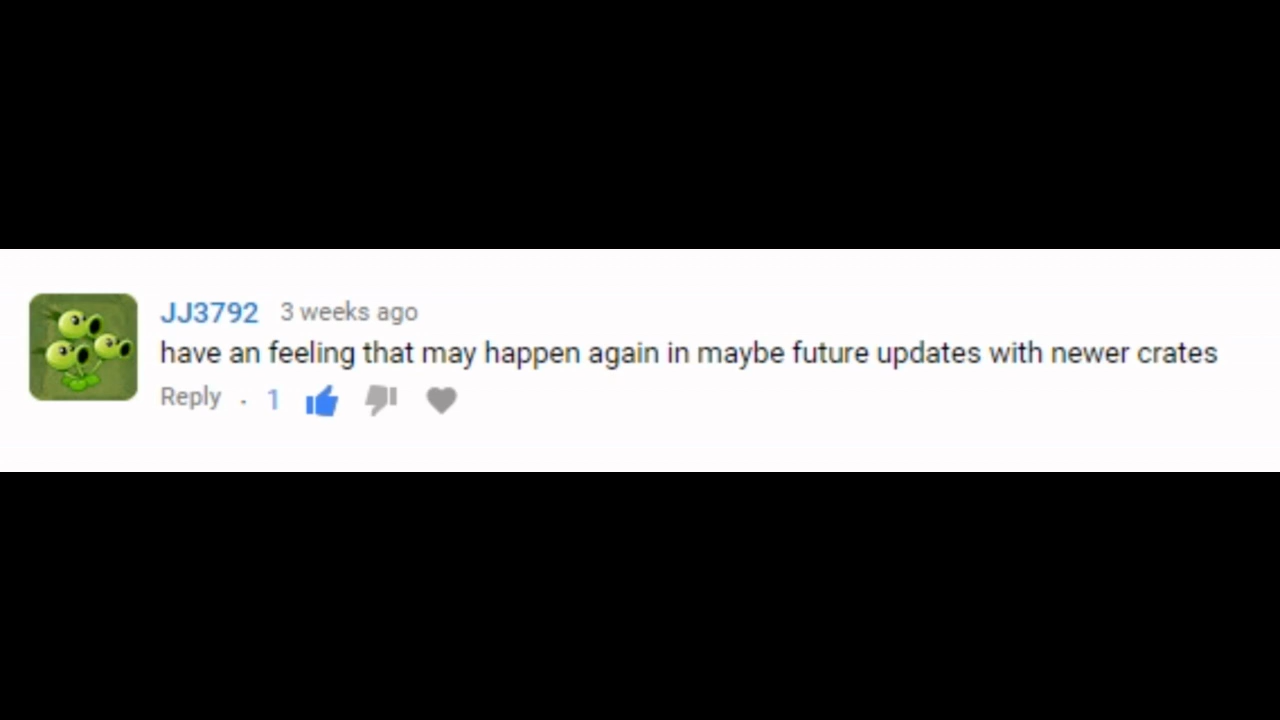 JJ3792 3 weeks ago
have an feeling that may happen again in maybe future updates with newer crates
Reply . 1